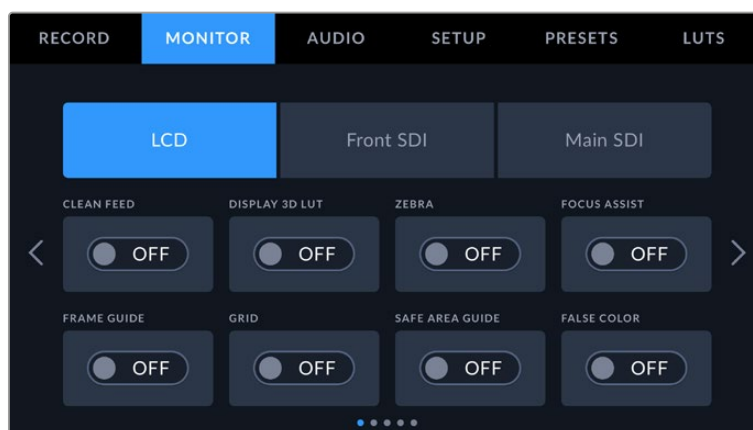 RECORD MONITOR AUDIO SETUP PRESETS LUTS
LCD Front SDI Main SDI
CLEAN FEED DISPLAY 3D LUT ZEBRA FOCUS ASSIST
OFF OFF OFF OFF
FRAME GUIDE GRID SAFE AREA GUIDE FALSE COLOR
OFF OFF OFF OFF